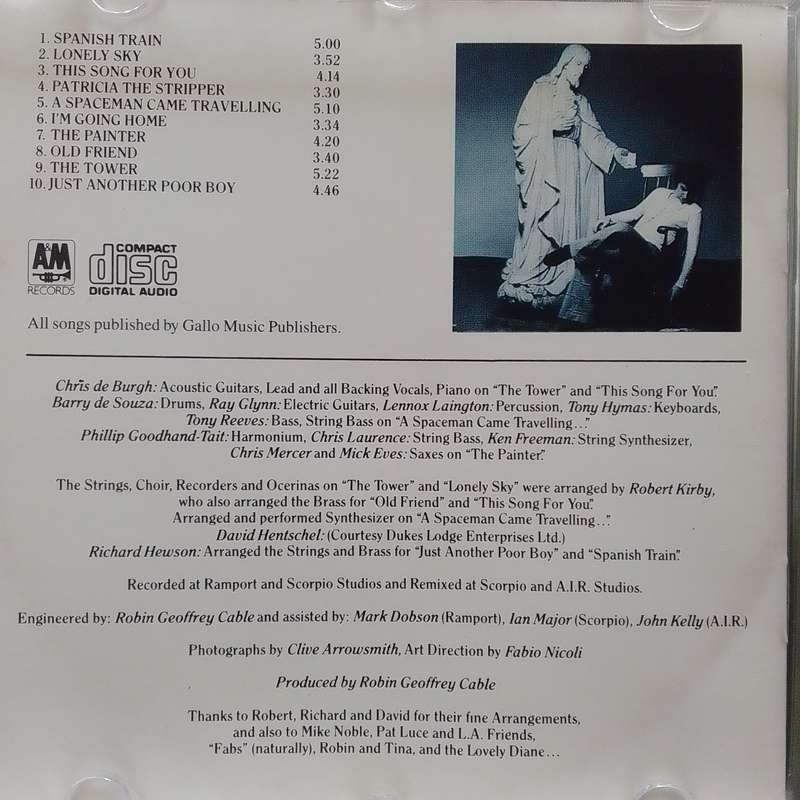 1. SPANISH TRAIN 5.00
2. LONELY SKY 3.52
3. THIS SONG FOR YOU 4.14
4. PATRICIA THE STRIPPER 3.30
5. A SPACEMAN CAME TRAVELLING 5.10
6. I'M GOING HOME 3.34
7. THE PAINTER 4.20
8. OLD FRIEND 3.40
9. THE TOWER 5.22
10. JUST ANOTHER POOR BOY 4.46
A&M RECORDS
COMPACT disc DIGITAL AUDIO
All songs published by Gallo Music Publishers.
Chris de Burgh: Acoustic Guitars, Lead and all Backing Vocals, Piano on “The Tower” and “This Song For You”.
Barry de Souza: Drums, Ray Glynn: Electric Guitars, Lennox Laington: Percussion, Tony Hymas: Keyboards,
Tony Reeves: Bass, String Bass on “A Spaceman Came Travelling...”
Phillip Goodhand-Tait: Harmonium, Chris Laurence: String Bass, Ken Freeman: String Synthesizer,
Chris Mercer and Mick Eves: Saxes on “The Painter”.
The Strings, Choir, Recorders and Ocerinas on “The Tower” and “Lonely Sky” were arranged by Robert Kirby,
who also arranged the Brass for “Old Friend” and “This Song For You”.
Arranged and performed Synthesizer on “A Spaceman Came Travelling...”.
David Hentschel: (Courtesy Dukes Lodge Enterprises Ltd.)
Richard Hewson: Arranged the Strings and Brass for “Just Another Poor Boy” and “Spanish Train”.
Recorded at Ramport and Scorpio Studios and Remixed at Scorpio and A.I.R. Studios.
Engineered by: Robin Geoffrey Cable and assisted by: Mark Dobson (Ramport), Ian Major (Scorpio), John Kelly (A.I.R.)
Photographs by Clive Arrowsmith, Art Direction by Fabio Nicoli
Produced by Robin Geoffrey Cable
Thanks to Robert, Richard and David for their fine Arrangements,
and also to Mike Noble, Pat Luce and L.A. Friends,
“Fabs” (naturally), Robin and Tina, and the Lovely Diane...